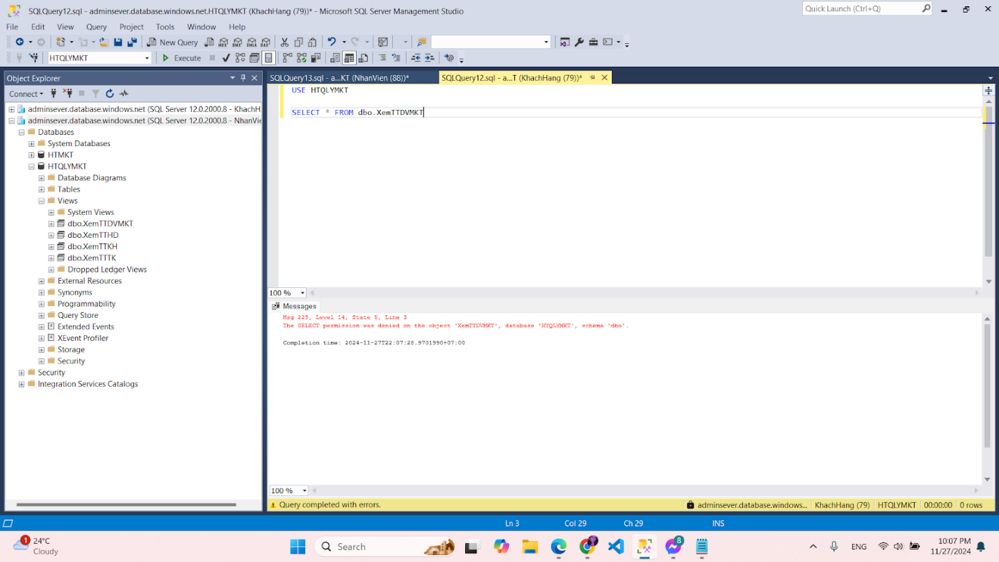 SQLQuery12.sql - adminsever.database.windows.net.HTQLYMKT (KhachHang (79))* - Microsoft SQL Server Management Studio
Quick Launch (Ctrl+Q)
File Edit View Query Project Tools Window Help
New Query
HTQLYMKT
Execute
Object Explorer
SQLQuery13.sql - a...KT (NhanVien (88))*
SQLQuery12.sql - a...T (KhachHang (79))*
Connect
adminsever.database.windows.net (SQL Server 12.0.2000.8 - KhachH
adminsever.database.windows.net (SQL Server 12.0.2000.8 - NhanVie
Databases
System Databases
HTMKT
HTQLYMKT
Database Diagrams
Tables
Views
System Views
dbo.XemTTDVMKT
dbo.XemTTHD
dbo.XemTTKH
dbo.XemTTTK
Dropped Ledger Views
External Resources
Synonyms
Programmability
Query Store
Extended Events
XEvent Profiler
Storage
Security
Security
Integration Services Catalogs
USE HTQLYMKT
SELECT * FROM dbo.XemTTDVMKT
100 %
Messages
Msg 229, Level 14, State 5, Line 3
The SELECT permission was denied on the object 'XemTTDVMKT', database 'HTQLYMKT', schema 'dbo'.
Completion time: 2024-11-27T22:07:28.9701990+07:00
100 %
Query completed with errors.
adminsever.database.windows... KhachHang (79) HTQLYMKT 00:00:00 0 rows
Ln 3 Col 29 Ch 29 INS
1
24°C
Cloudy
Search
8
ENG
10:07 PM
11/27/2024